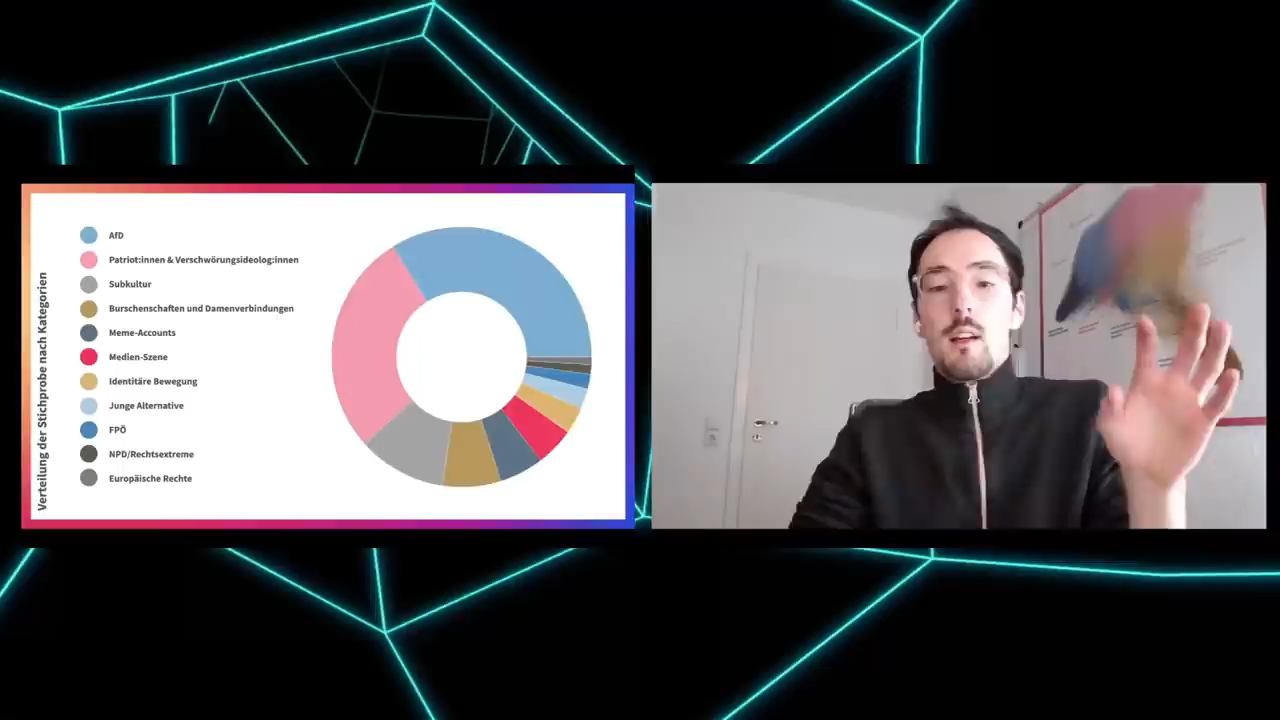 Verteilung der Stichprobe nach Kategorien
AfD
Patriot:innen & Verschwörungsideolog:innen
Subkultur
Burschenschaften und Damenverbindungen
Meme-Accounts
Medien-Szene
Identitäre Bewegung
Junge Alternative
FPÖ
NPD/Rechtsextreme
Europäische Rechte